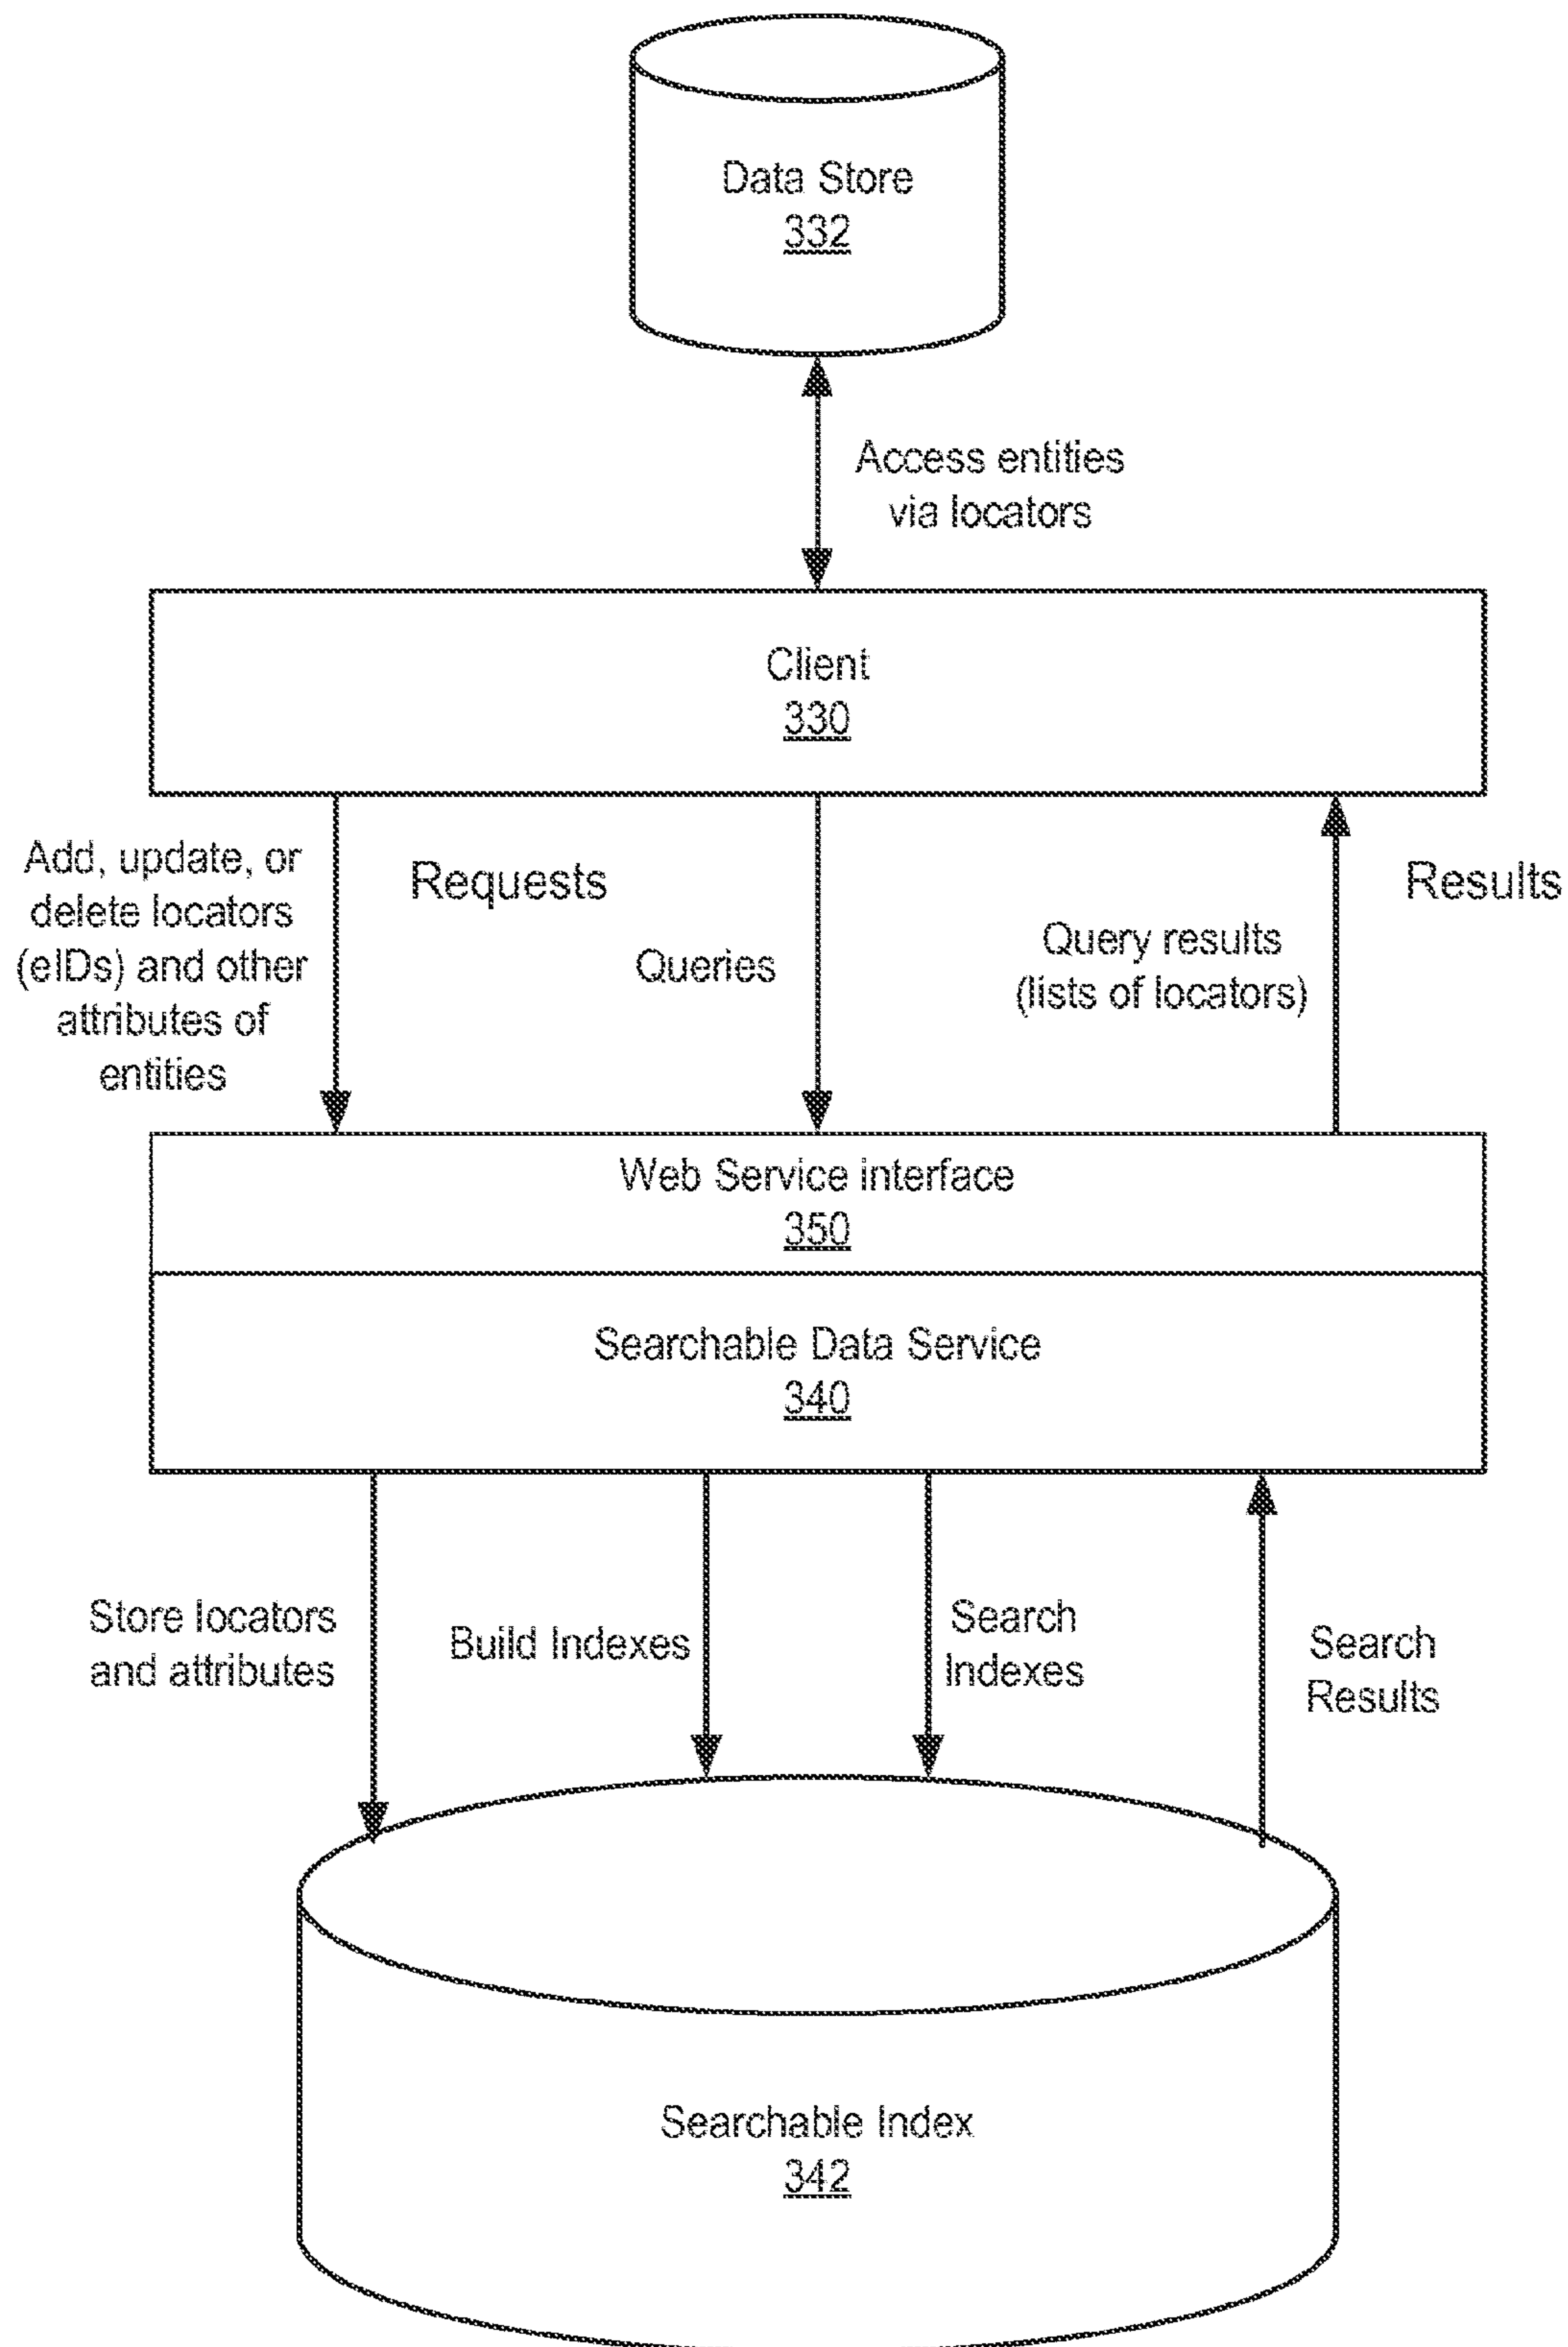 Data Store
332
Access entities
via locators
Client
330
Add, update, or
delete locators
(eIDs) and other
attributes of
entities
Requests
Queries
Query results
(lists of locators)
Results
Web Service interface
350
Searchable Data Service
340
Store locators
and attributes
Build Indexes
Search
Indexes
Search
Results
Searchable Index
342